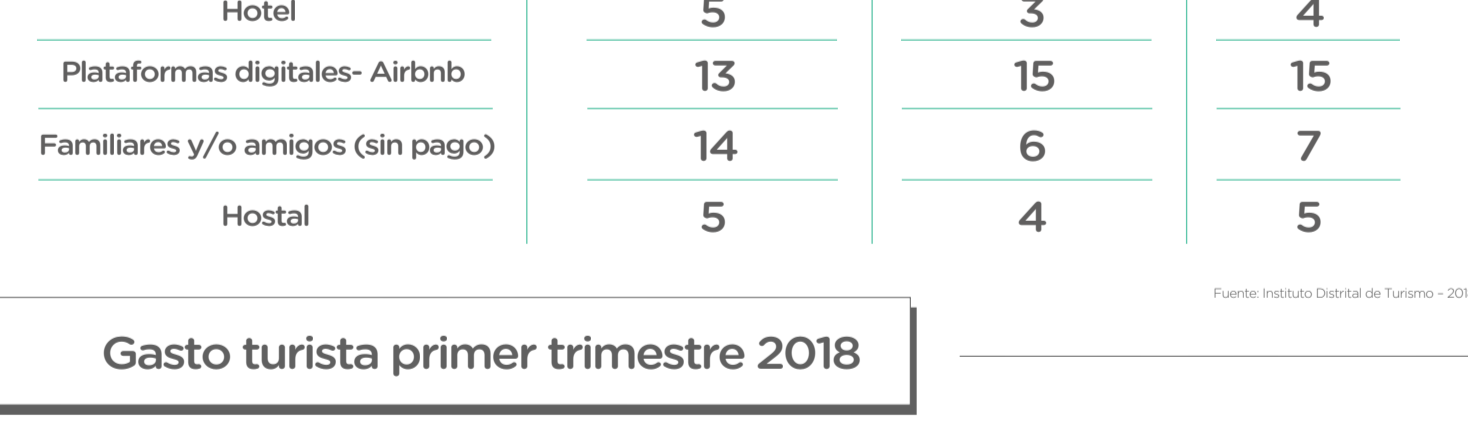 Hotel 5 3 4
Plataformas digitales- Airbnb 13 15 15
Familiares y/o amigos (sin pago) 14 6 7
Hostal 5 4 5
Fuente: Instituto Distrital de Turismo – 201
Gasto turista primer trimestre 2018